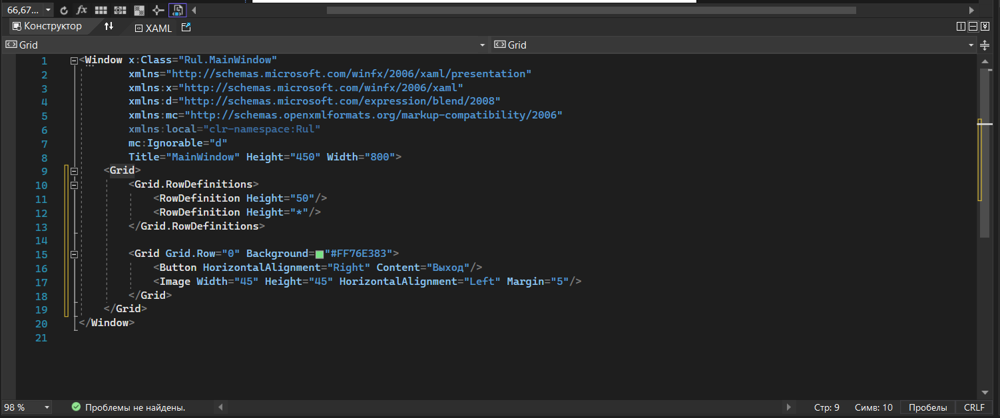 66,67...
Конструктор
XAML
Grid
Grid
1 <Window x:Class="Rul.MainWindow"
2 xmlns="http://schemas.microsoft.com/winfx/2006/xaml/presentation"
3 xmlns:x="http://schemas.microsoft.com/winfx/2006/xaml"
4 xmlns:d="http://schemas.microsoft.com/expression/blend/2008"
5 xmlns:mc="http://schemas.openxmlformats.org/markup-compatibility/2006"
6 xmlns:local="clr-namespace:Rul"
7 mc:Ignorable="d"
8 Title="MainWindow" Height="450" Width="800">
9 <Grid>
10 <Grid.RowDefinitions>
11 <RowDefinition Height="50"/>
12 <RowDefinition Height="*"/>
13 </Grid.RowDefinitions>
14
15 <Grid Grid.Row="0" Background="#FF76E383">
16 <Button HorizontalAlignment="Right" Content="Выход"/>
17 <Image Width="45" Height="45" HorizontalAlignment="Left" Margin="5"/>
18 </Grid>
19 </Grid>
20 </Window>
21
98 % Проблемы не найдены. Стр: 9 Симв: 10 Пробелы CRLF